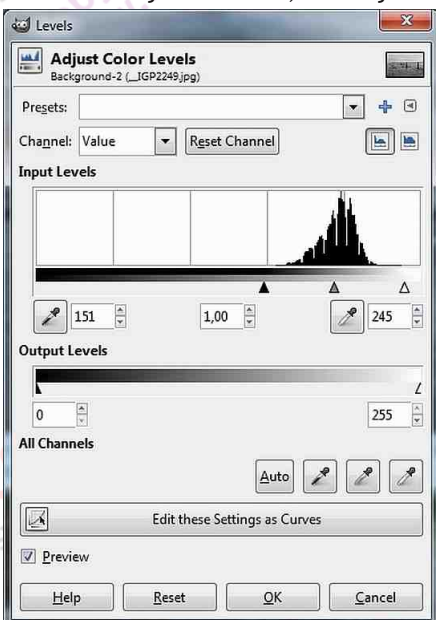 Levels
Adjust Color Levels
Background-2 (__IGP2249.jpg)
Presets:
Channel: Value Reset Channel
Input Levels
151 1,00 245
Output Levels
0 255
All Channels
Auto
Edit these Settings as Curves
Preview
Help Reset OK Cancel